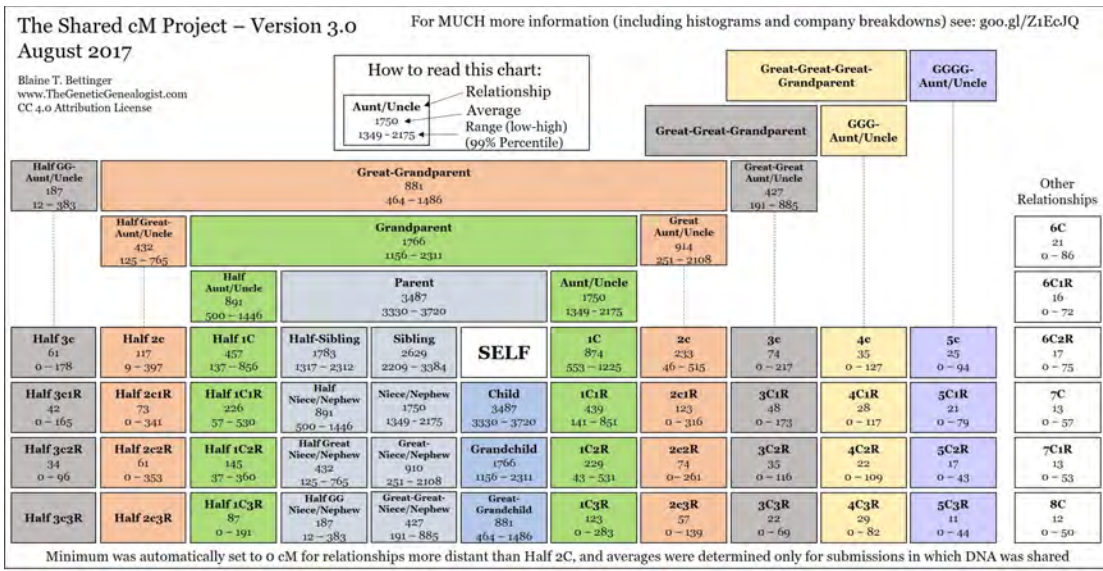 The Shared cM Project – Version 3.0
August 2017
For MUCH more information (including histograms and company breakdowns) see: goo.gl/Z1EcJQ
Blaine T. Bettinger
www.TheGeneticGenealogist.com
CC 4.0 Attribution License
How to read this chart:
Aunt/Uncle
1750
1349 - 2175
Relationship
Average
Range (low-high)
(99% Percentile)
Great-Great-Great-
Grandparent
GGGG-
Aunt/Uncle
Great-Great-Grandparent
GGG-
Aunt/Uncle
Half GG-
Aunt/Uncle
187
12 – 383
Great-Grandparent
881
464 – 1486
Great-Great
Aunt/Uncle
427
191 – 885
Other
Relationships
Half Great-
Aunt/Uncle
432
125 – 765
Grandparent
1766
1156 – 2311
Great
Aunt/Uncle
914
251 – 2108
6C
21
0 – 86
Half
Aunt/Uncle
891
500 – 1446
Parent
3487
3330 – 3720
Aunt/Uncle
1750
1349 - 2175
6C1R
16
0 – 72
Half 3c
61
0 – 178
Half 2c
117
9 – 397
Half 1C
457
137 – 856
Half-Sibling
1783
1317 – 2312
Sibling
2629
2209 – 3384
SELF
1C
874
553 – 1225
2c
233
46 – 515
3c
74
0 – 217
4c
35
0 – 127
5c
25
0 – 94
6C2R
17
0 – 75
Half 3c1R
42
0 – 165
Half 2c1R
73
0 – 341
Half 1C1R
226
57 – 530
Half
Niece/Nephew
891
500 – 1446
Niece/Nephew
1750
1349 – 2175
Child
3487
3330 – 3720
1C1R
439
141 – 851
2c1R
123
0 – 316
3C1R
48
0 – 173
4C1R
28
0 – 117
5C1R
21
0 – 79
7C
13
0 – 57
Half 3c2R
34
0 – 96
Half 2c2R
61
0 – 353
Half 1C2R
145
37 – 360
Half Great
Niece/Nephew
432
125 – 765
Great-
Niece/Nephew
910
251 – 2108
Grandchild
1766
1156 – 2311
1C2R
229
43 – 531
2c2R
74
0 – 261
3C2R
35
0 – 116
4C2R
22
0 – 109
5C2R
17
0 – 43
7C1R
13
0 – 53
Half 3c3R
Half 2c3R
Half 1C3R
87
0 – 191
Half GG
Niece/Nephew
187
12 – 383
Great-Great-
Niece/Nephew
427
191 – 885
Great-
Grandchild
881
464 – 1486
1C3R
123
0 – 283
2c3R
57
0 – 139
3C3R
22
0 – 69
4C3R
29
0 – 82
5C3R
11
0 – 44
8C
12
0 – 50
Minimum was automatically set to 0 cM for relationships more distant than Half 2C, and averages were determined only for submissions in which DNA was shared